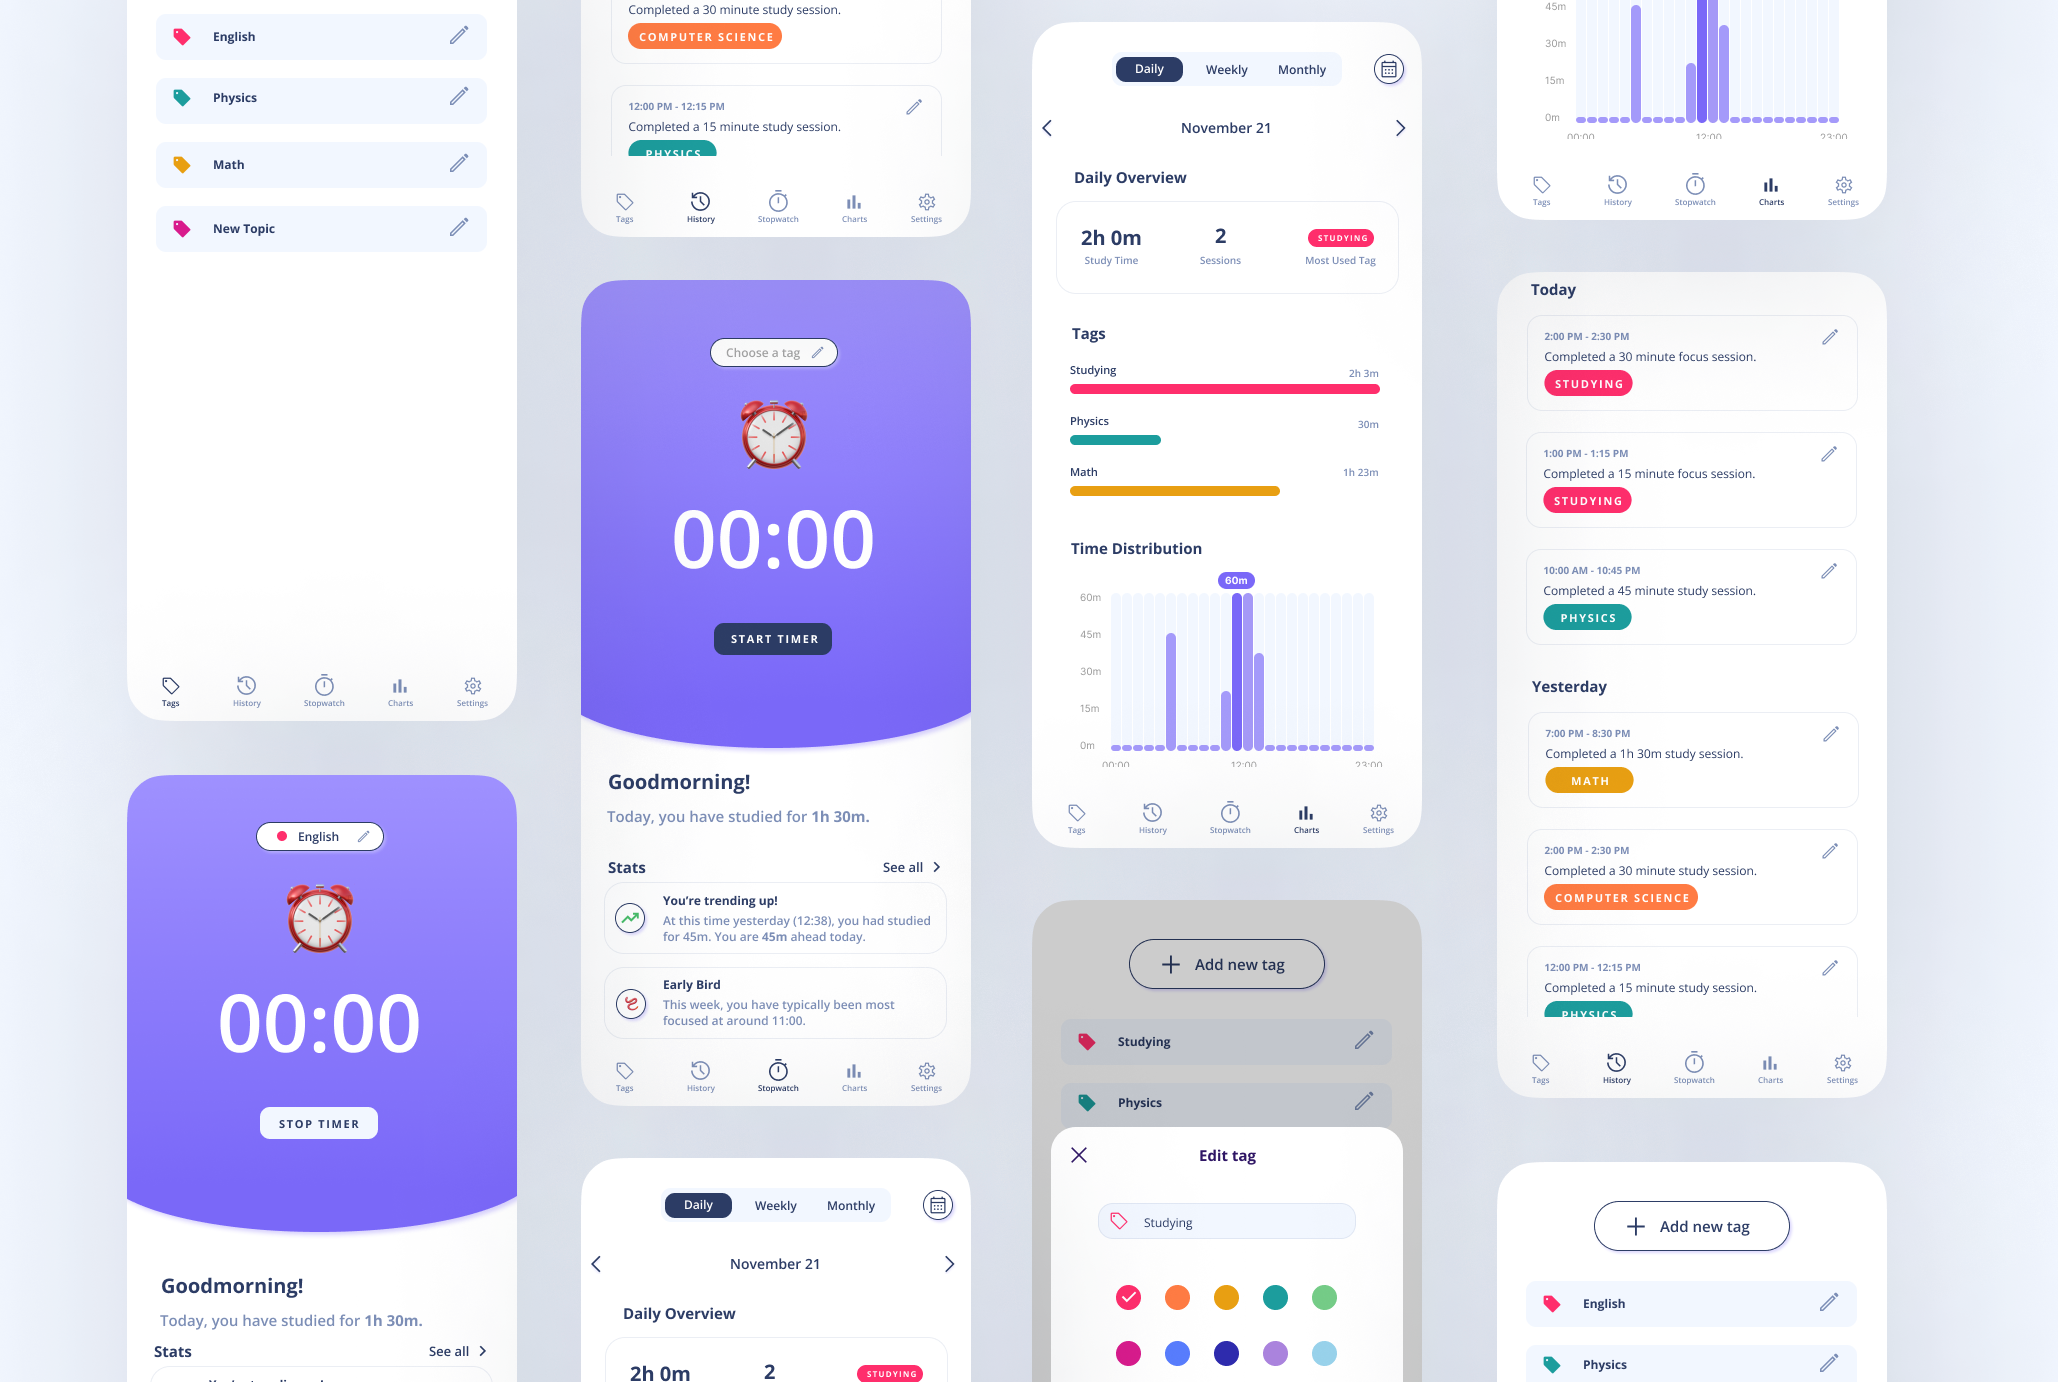 English
Physics
Math
New Topic
Tags
History
Stopwatch
Charts
Settings
English
00:00
STOP TIMER
Goodmorning!
Today, you have studied for 1h 30m.
Stats
See all
Completed a 30 minute study session.
COMPUTER SCIENCE
12:00 PM - 12:15 PM
Completed a 15 minute study session.
PHYSICS
Tags
History
Stopwatch
Charts
Settings
Choose a tag
00:00
START TIMER
Goodmorning!
Today, you have studied for 1h 30m.
Stats
See all
You're trending up!
At this time yesterday (12:38), you had studied
for 45m. You are 45m ahead today.
Early Bird
This week, you have typically been most
focused at around 11:00.
Tags
History
Stopwatch
Charts
Settings
Daily
Weekly
Monthly
November 21
Daily Overview
2h 0m
2
STUDYING
Daily
Weekly
Monthly
November 21
Daily Overview
2h 0m
2
STUDYING
Study Time
Sessions
Most Used Tag
Tags
Studying
2h 3m
Physics
30m
Math
1h 23m
Time Distribution
60m
60m
45m
30m
15m
0m
00:00
12:00
23:00
Tags
History
Stopwatch
Charts
Settings
Add new tag
Studying
Physics
Edit tag
Studying
45m
30m
15m
0m
00:00
12:00
23:00
Tags
History
Stopwatch
Charts
Settings
Today
2:00 PM - 2:30 PM
Completed a 30 minute focus session.
STUDYING
1:00 PM - 1:15 PM
Completed a 15 minute focus session.
STUDYING
10:00 AM - 10:45 PM
Completed a 45 minute study session.
PHYSICS
Yesterday
7:00 PM - 8:30 PM
Completed a 1h 30m study session.
MATH
2:00 PM - 2:30 PM
Completed a 30 minute study session.
COMPUTER SCIENCE
12:00 PM - 12:15 PM
Completed a 15 minute study session.
PHYSICS
Tags
History
Stopwatch
Charts
Settings
Add new tag
English
Physics